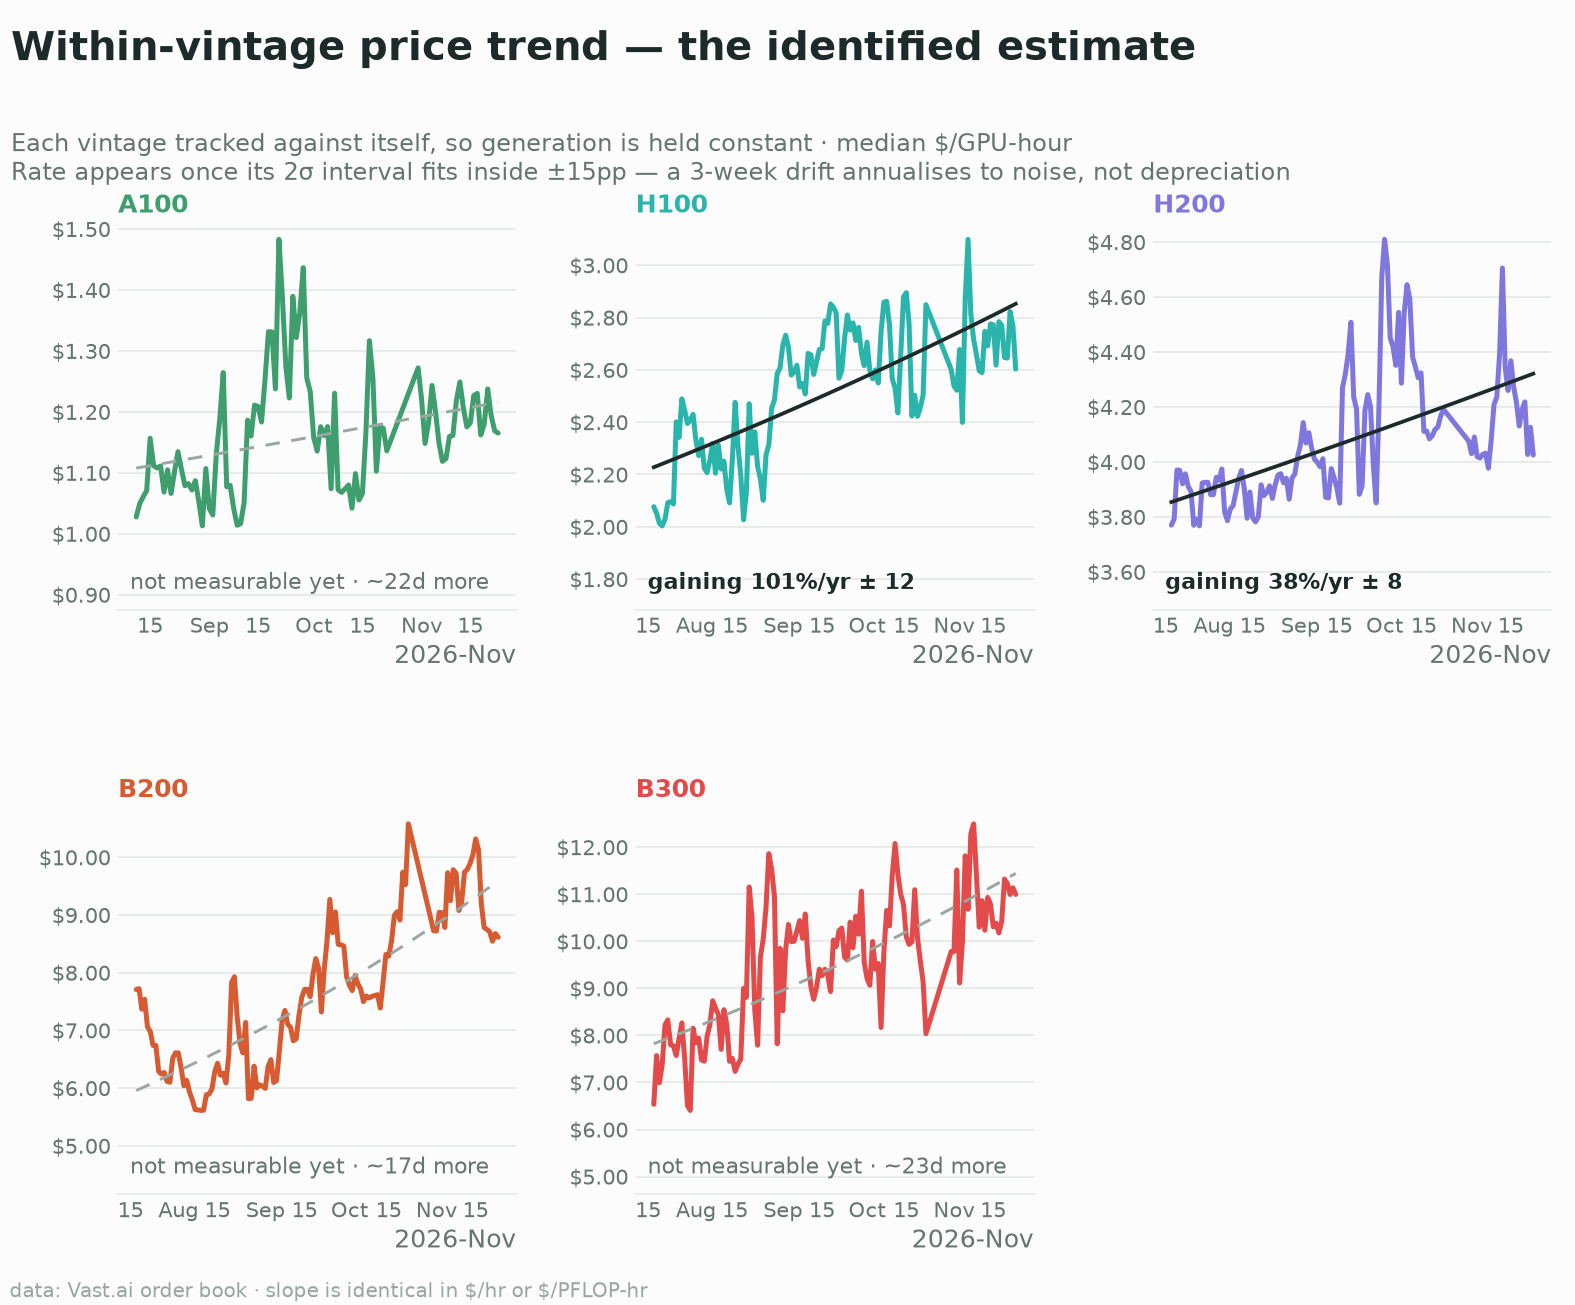 Within-vintage price trend — the identified estimate
Each vintage tracked against itself, so generation is held constant · median $/GPU-hour
Rate appears once its 2σ interval fits inside ±15pp — a 3-week drift annualises to noise, not depreciation
A100
$1.50
$1.40
$1.30
$1.20
$1.10
$1.00
$0.90
not measurable yet · ~22d more
15 Sep 15 Oct 15 Nov 15
2026-Nov
H100
$3.00
$2.80
$2.60
$2.40
$2.20
$2.00
$1.80
gaining 101%/yr ± 12
15 Aug 15 Sep 15 Oct 15 Nov 15
2026-Nov
H200
$4.80
$4.60
$4.40
$4.20
$4.00
$3.80
$3.60
gaining 38%/yr ± 8
15 Aug 15 Sep 15 Oct 15 Nov 15
2026-Nov
B200
$10.00
$9.00
$8.00
$7.00
$6.00
$5.00
not measurable yet · ~17d more
15 Aug 15 Sep 15 Oct 15 Nov 15
2026-Nov
B300
$12.00
$11.00
$10.00
$9.00
$8.00
$7.00
$6.00
$5.00
not measurable yet · ~23d more
15 Aug 15 Sep 15 Oct 15 Nov 15
2026-Nov
data: Vast.ai order book · slope is identical in $/hr or $/PFLOP-hr